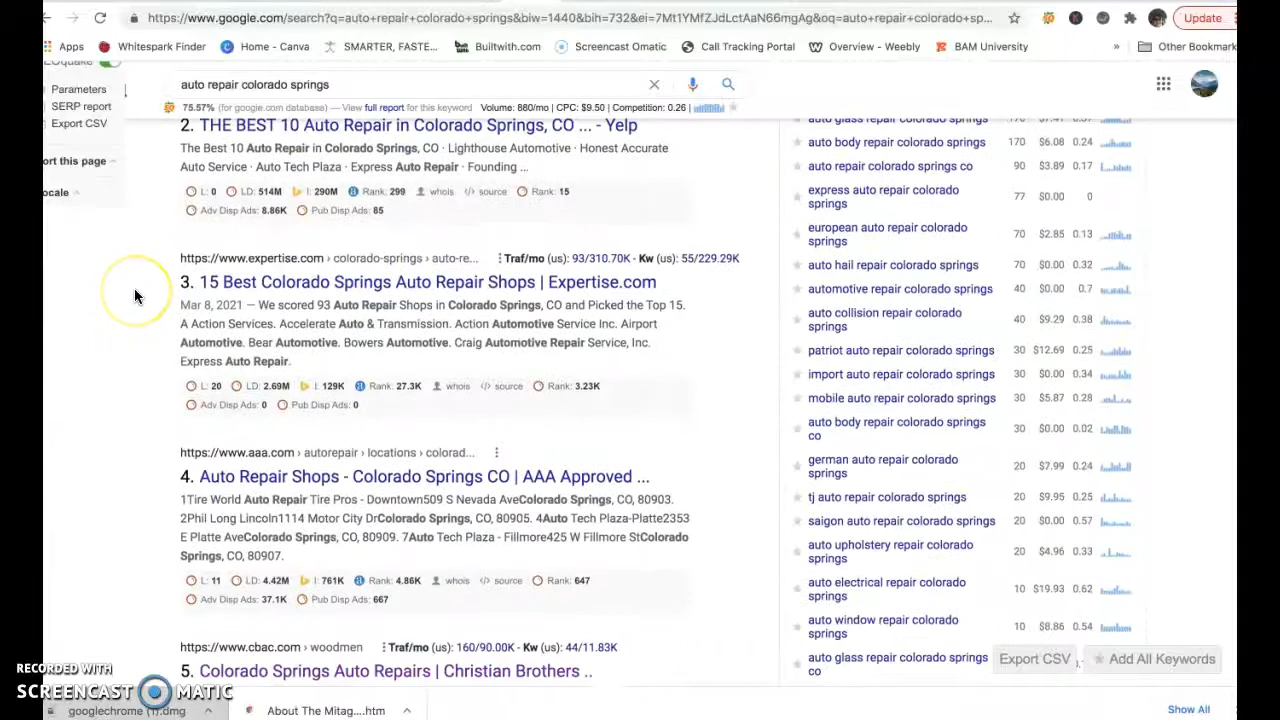 https://www.google.com/search?q=auto+repair+colorado+springs&biw=1440&bih=732&ei=7Mt1YMfZJdLctAaN66mgAg&oq=auto+repair+colorado+sp...
Update
Apps
Whitespark Finder
Home - Canva
SMARTER, FASTE...
Builtwith.com
Screencast Omatic
Call Tracking Portal
Overview - Weebly
BAM University
»
Other Bookmark
Parameters
SERP report
Export CSV
ort this page
ocale
auto repair colorado springs
75.57% (for google.com database) — View full report for this keyword Volume: 880/mo | CPC: $9.50 | Competition: 0.26 |
2. THE BEST 10 Auto Repair in Colorado Springs, CO ... - Yelp
The Best 10 Auto Repair in Colorado Springs, CO · Lighthouse Automotive · Honest Accurate
Auto Service · Auto Tech Plaza · Express Auto Repair · Founding ...
L: 0 LD: 514M I: 290M Rank: 299 whois </> source Rank: 15
Adv Disp Ads: 8.86K Pub Disp Ads: 85
https://www.expertise.com › colorado-springs › auto-re... Traf/mo (us): 93/310.70K - Kw (us): 55/229.29K
3. 15 Best Colorado Springs Auto Repair Shops | Expertise.com
Mar 8, 2021 — We scored 93 Auto Repair Shops in Colorado Springs, CO and Picked the Top 15.
A Action Services. Accelerate Auto & Transmission. Action Automotive Service Inc. Airport
Automotive. Bear Automotive. Bowers Automotive. Craig Automotive Repair Service, Inc.
Express Auto Repair.
L: 20 LD: 2.69M I: 129K Rank: 27.3K whois </> source Rank: 3.23K
Adv Disp Ads: 0 Pub Disp Ads: 0
https://www.aaa.com › autorepair › locations › colorad...
4. Auto Repair Shops - Colorado Springs CO | AAA Approved ...
1Tire World Auto Repair Tire Pros - Downtown509 S Nevada AveColorado Springs, CO, 80903.
2Phil Long Lincoln1114 Motor City DrColorado Springs, CO, 80905. 4Auto Tech Plaza-Platte2353
E Platte AveColorado Springs, CO, 80909. 7Auto Tech Plaza - Fillmore425 W Fillmore StColorado
Springs, CO, 80907.
L: 11 LD: 4.42M I: 761K Rank: 4.86K whois </> source Rank: 647
Adv Disp Ads: 37.1K Pub Disp Ads: 667
https://www.cbac.com › woodmen Traf/mo (us): 160/90.00K - Kw (us): 44/11.83K
5. Colorado Springs Auto Repairs | Christian Brothers ..
auto glass repair colorado springs 170
auto body repair colorado springs 170 $6.08 0.24
auto repair colorado springs co 90 $3.89 0.17
express auto repair colorado
springs 77 $0.00 0
european auto repair colorado
springs 70 $2.85 0.13
auto hail repair colorado springs 70 $0.00 0.32
automotive repair colorado springs 40 $0.00 0.7
auto collision repair colorado
springs 40 $9.29 0.38
patriot auto repair colorado springs 30 $12.69 0.25
import auto repair colorado springs 30 $0.00 0.34
mobile auto repair colorado springs 30 $5.87 0.28
auto body repair colorado springs
co 30 $0.00 0.02
german auto repair colorado
springs 20 $7.99 0.24
tj auto repair colorado springs 20 $9.95 0.25
saigon auto repair colorado springs 20 $0.00 0.57
auto upholstery repair colorado
springs 20 $4.96 0.33
auto electrical repair colorado
springs 10 $19.93 0.62
auto window repair colorado
springs 10 $8.86 0.54
auto glass repair colorado springs
co
Export CSV
Add All Keywords
RECORDED WITH
SCREENCAST MATIC
googlechrome (1).dmg
About The Mitag....htm
Show All